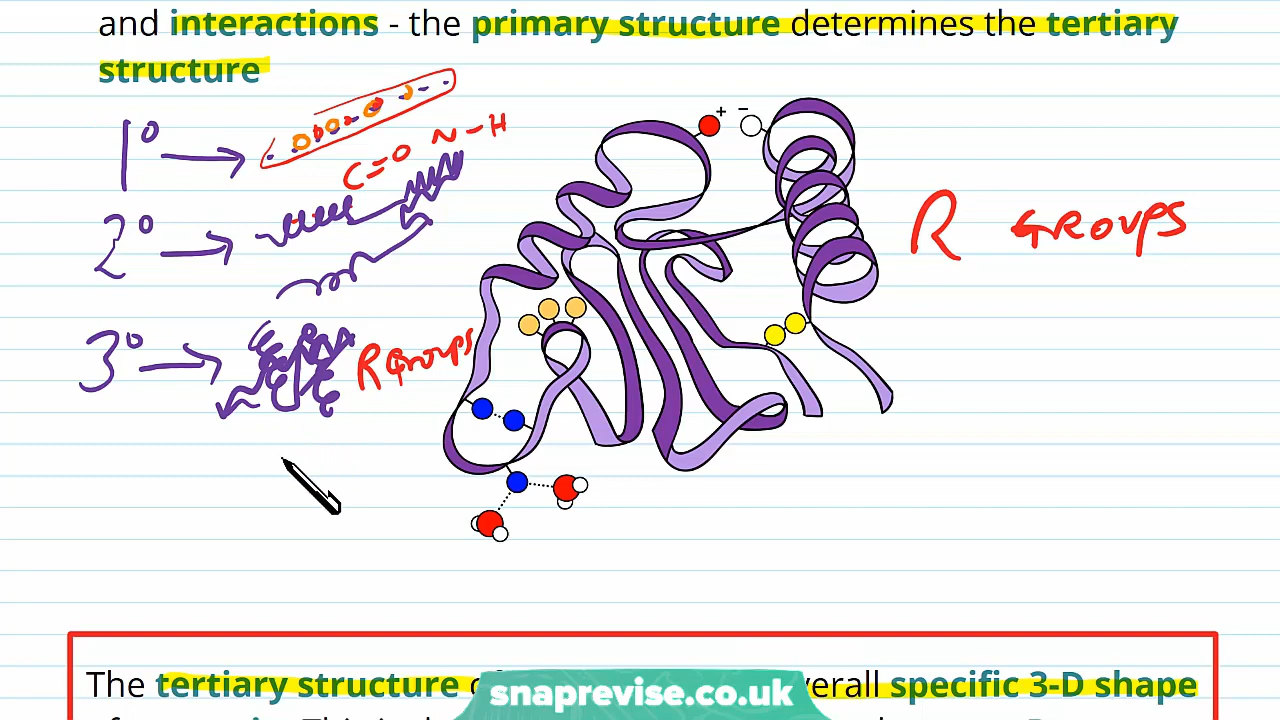 and interactions - the primary structure determines the tertiary
structure
1°
C=O N-H
2°
3°
R GROUPS
R GROUPS
+ −
The tertiary structure specific 3-D shape
snaprevise.co.uk